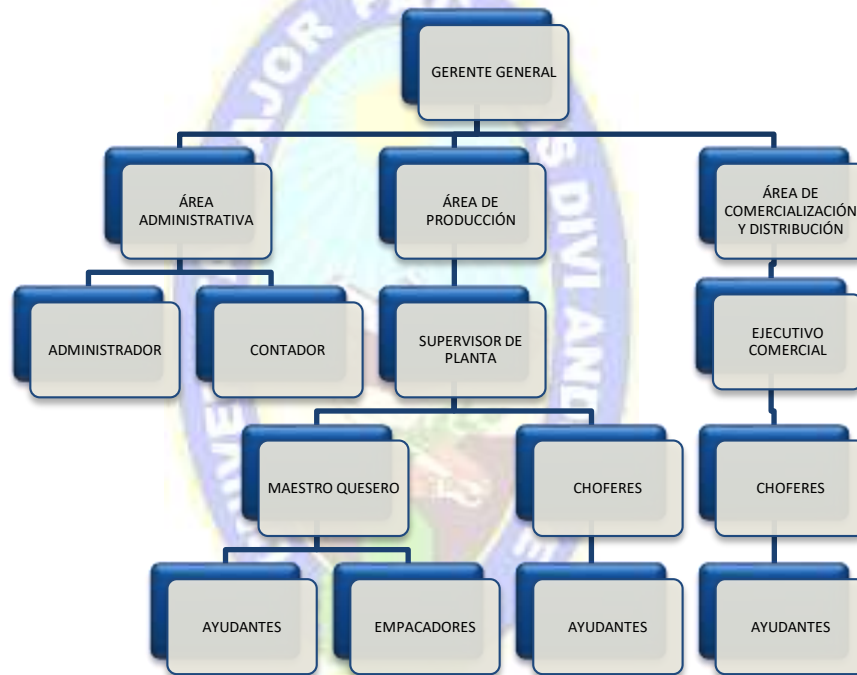 GERENTE GENERAL
ÁREA
ADMINISTRATIVA
ÁREA DE
PRODUCCIÓN
ÁREA DE
COMERCIALIZACIÓN
Y DISTRIBUCIÓN
ADMINISTRADOR
CONTADOR
SUPERVISOR DE
PLANTA
EJECUTIVO
COMERCIAL
MAESTRO QUESERO
CHOFERES
CHOFERES
AYUDANTES
EMPACADORES
AYUDANTES
AYUDANTES